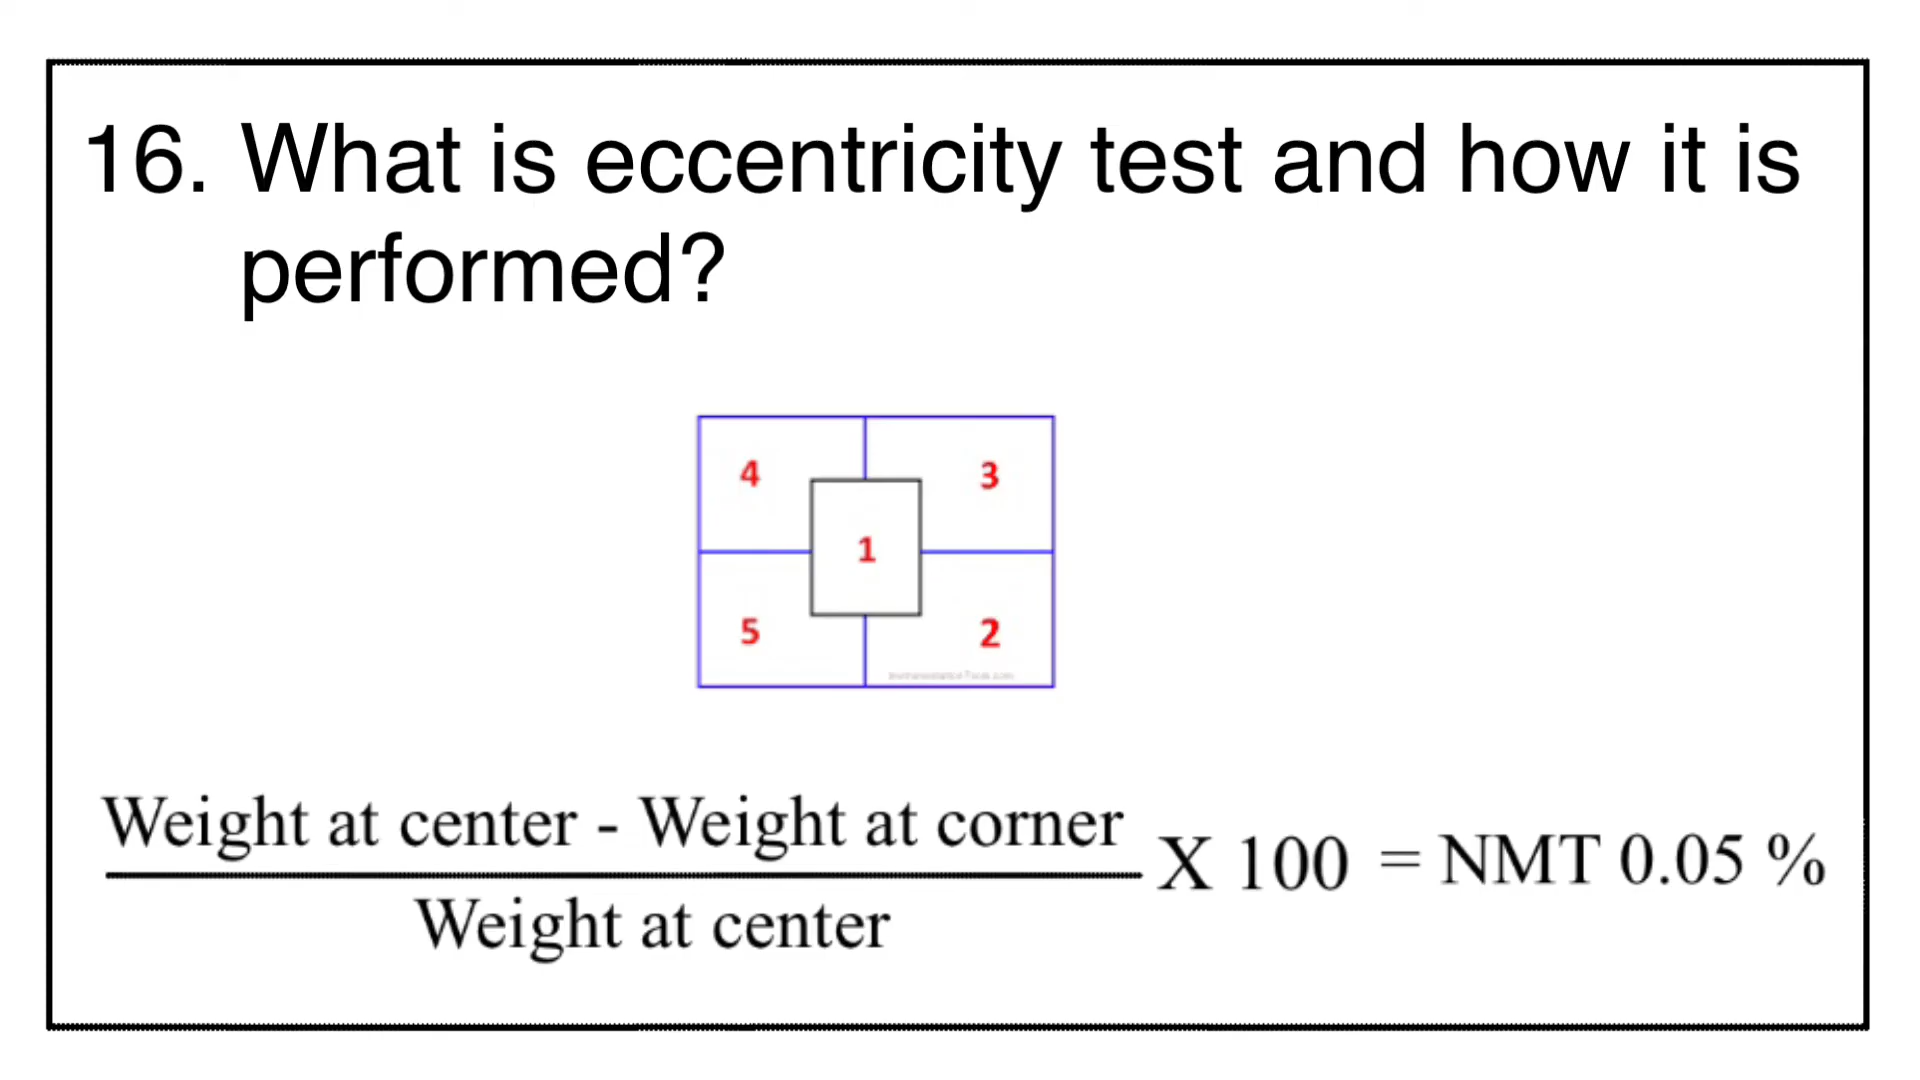 16. What is eccentricity test and how it is
performed?
4 3
1
5 2
Weight at center - Weight at corner
X 100 = NMT 0.05 %
Weight at center